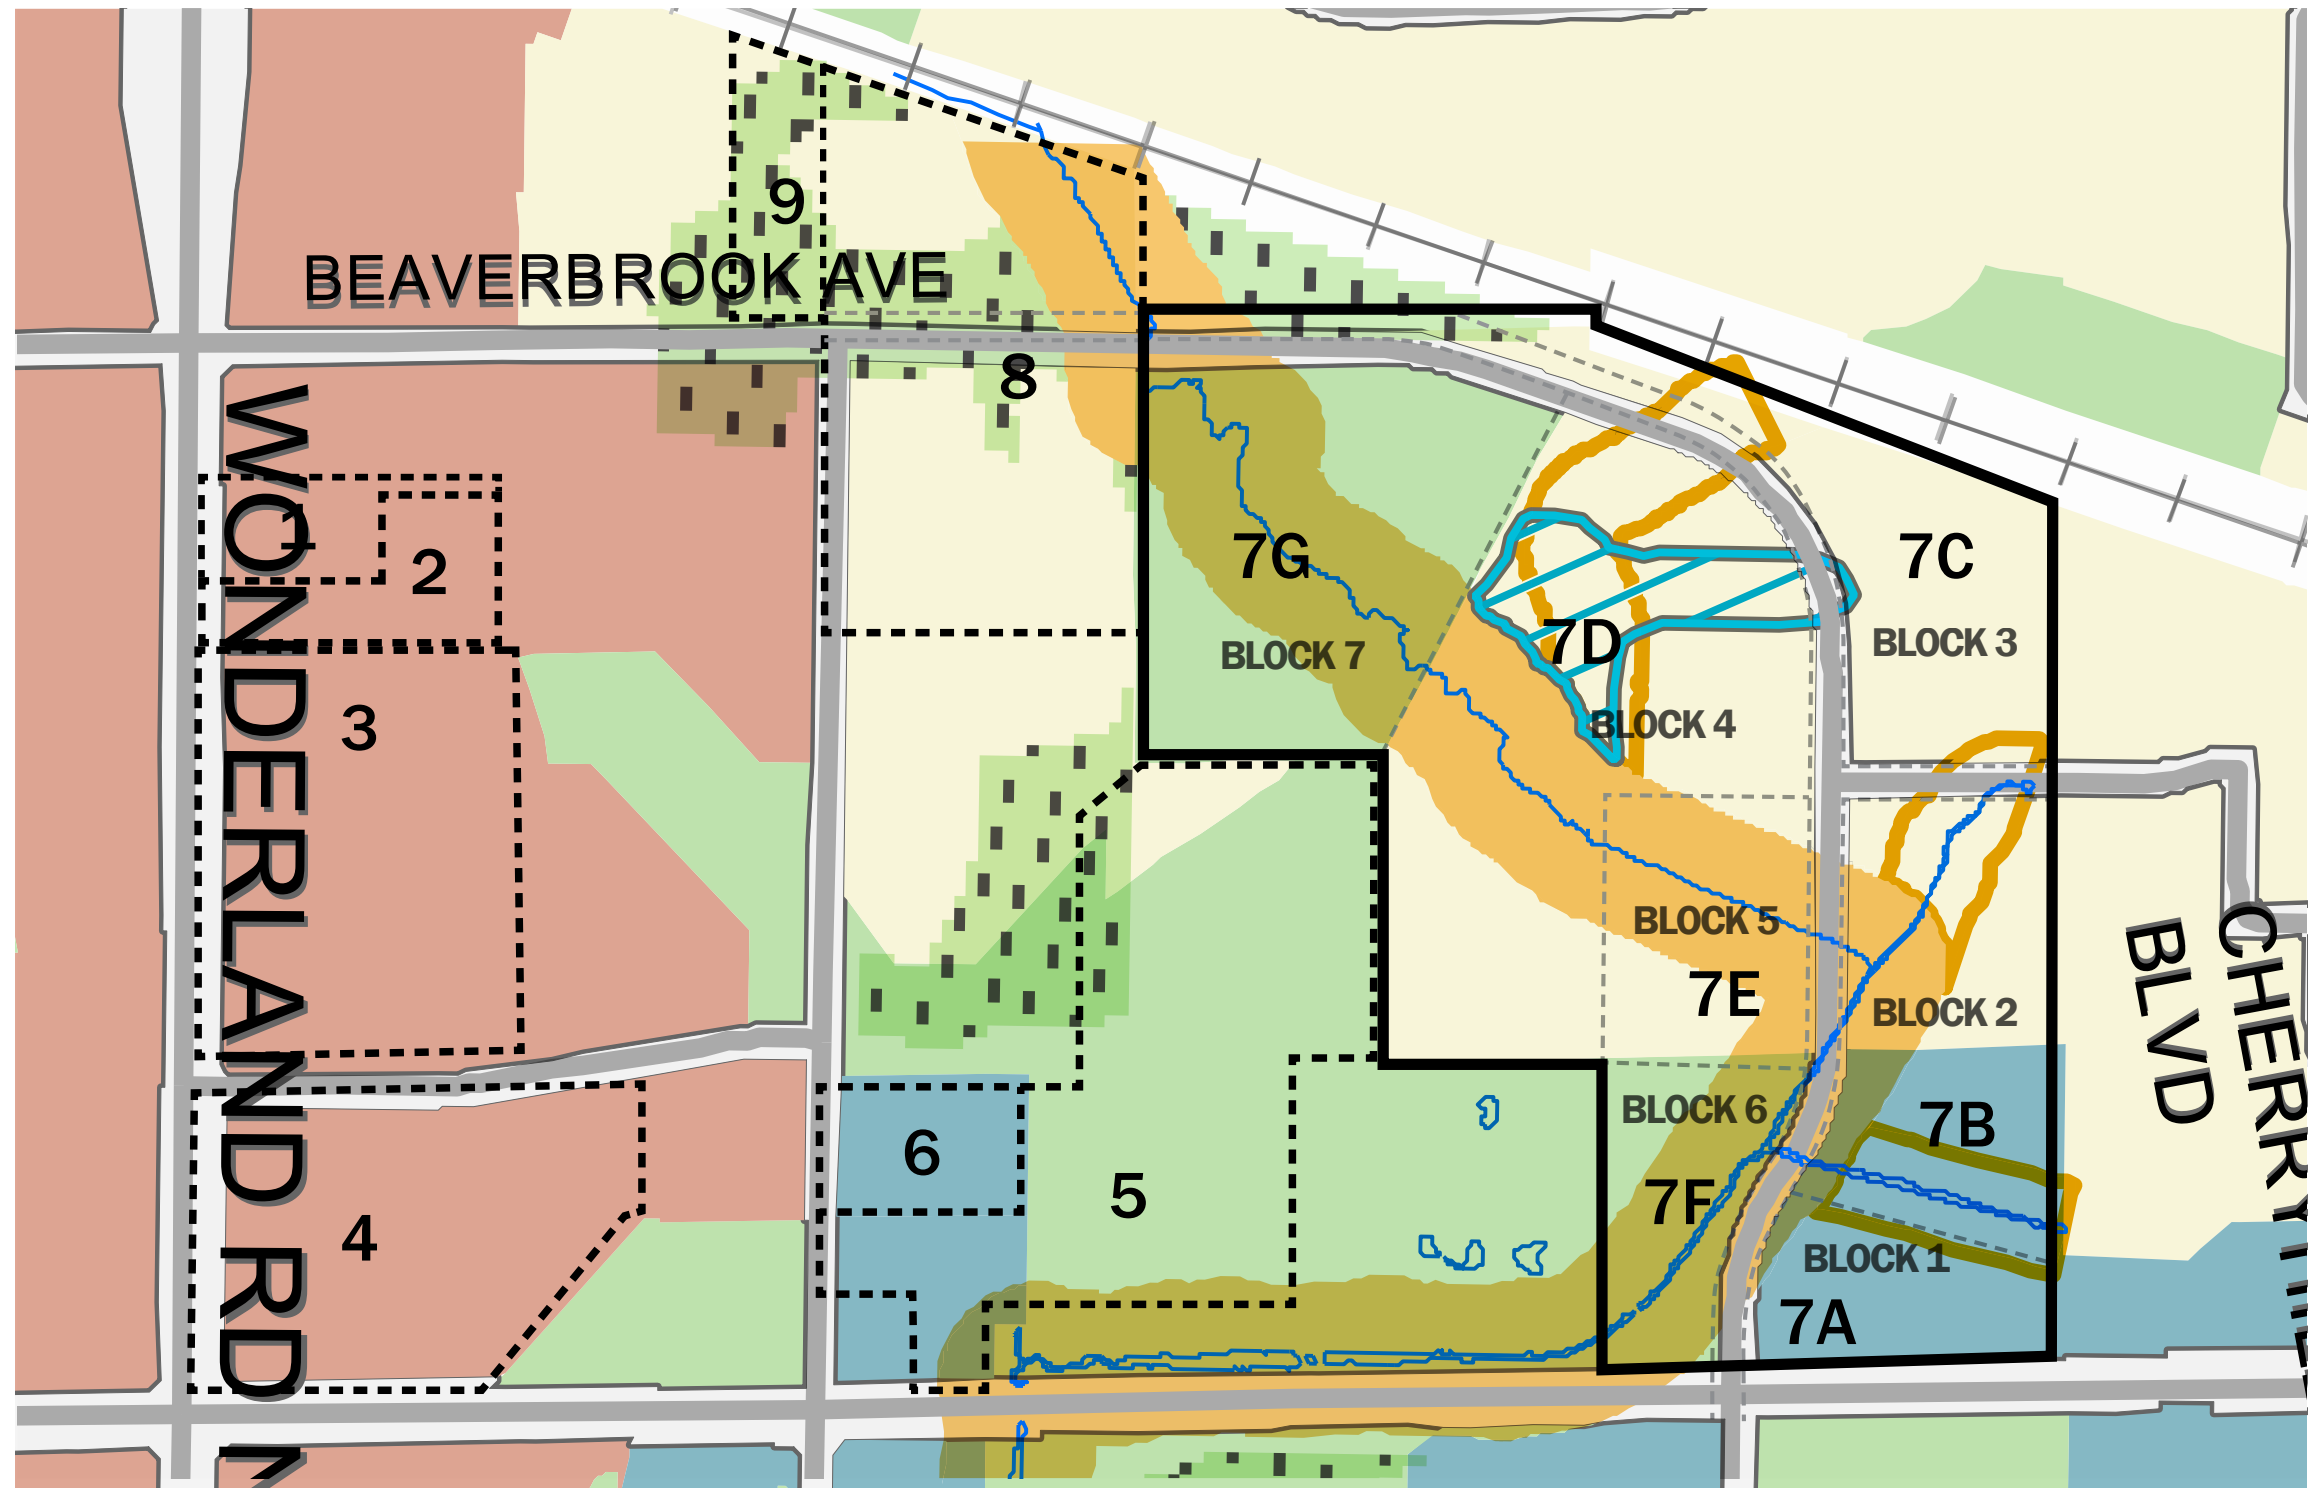 9
BEAVERBROOK AVE
8
WONDERLAND RD N
1
2
7G
7C
7D
BLOCK 7
BLOCK 3
3
BLOCK 4
BLOCK 5
7E
BLOCK 2
CHERRYHILL
BLVD
BLOCK 6
7B
6
5
7F
4
BLOCK 1
7A